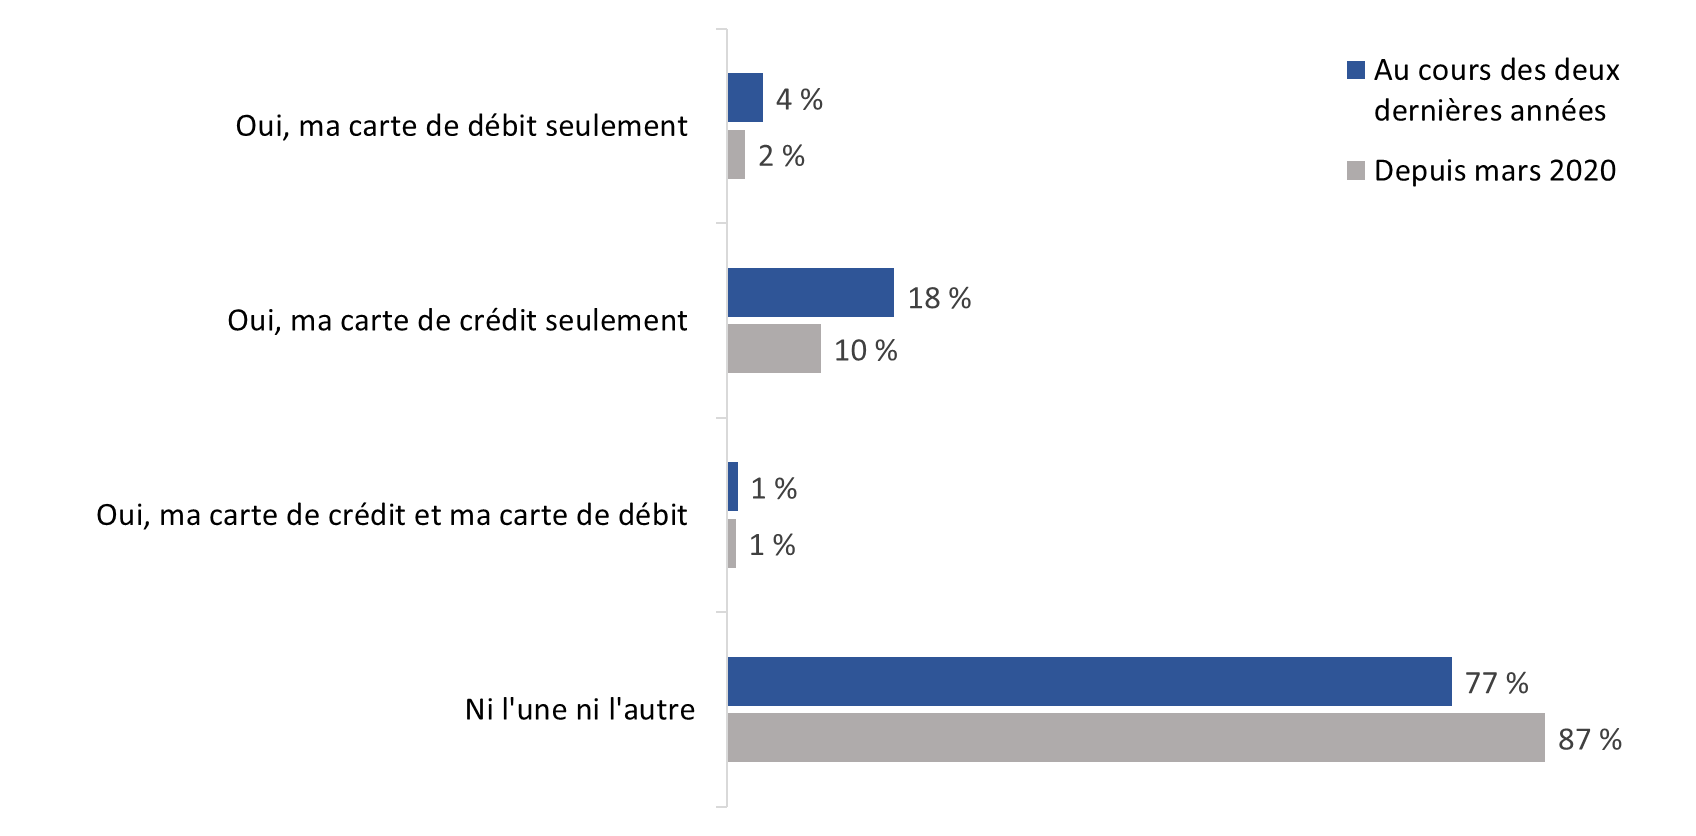 Au cours des deux
dernières années
Depuis mars 2020
Oui, ma carte de débit seulement
4 %
2 %
Oui, ma carte de crédit seulement
18 %
10 %
Oui, ma carte de crédit et ma carte de débit
1 %
1 %
Ni l'une ni l'autre
77 %
87 %